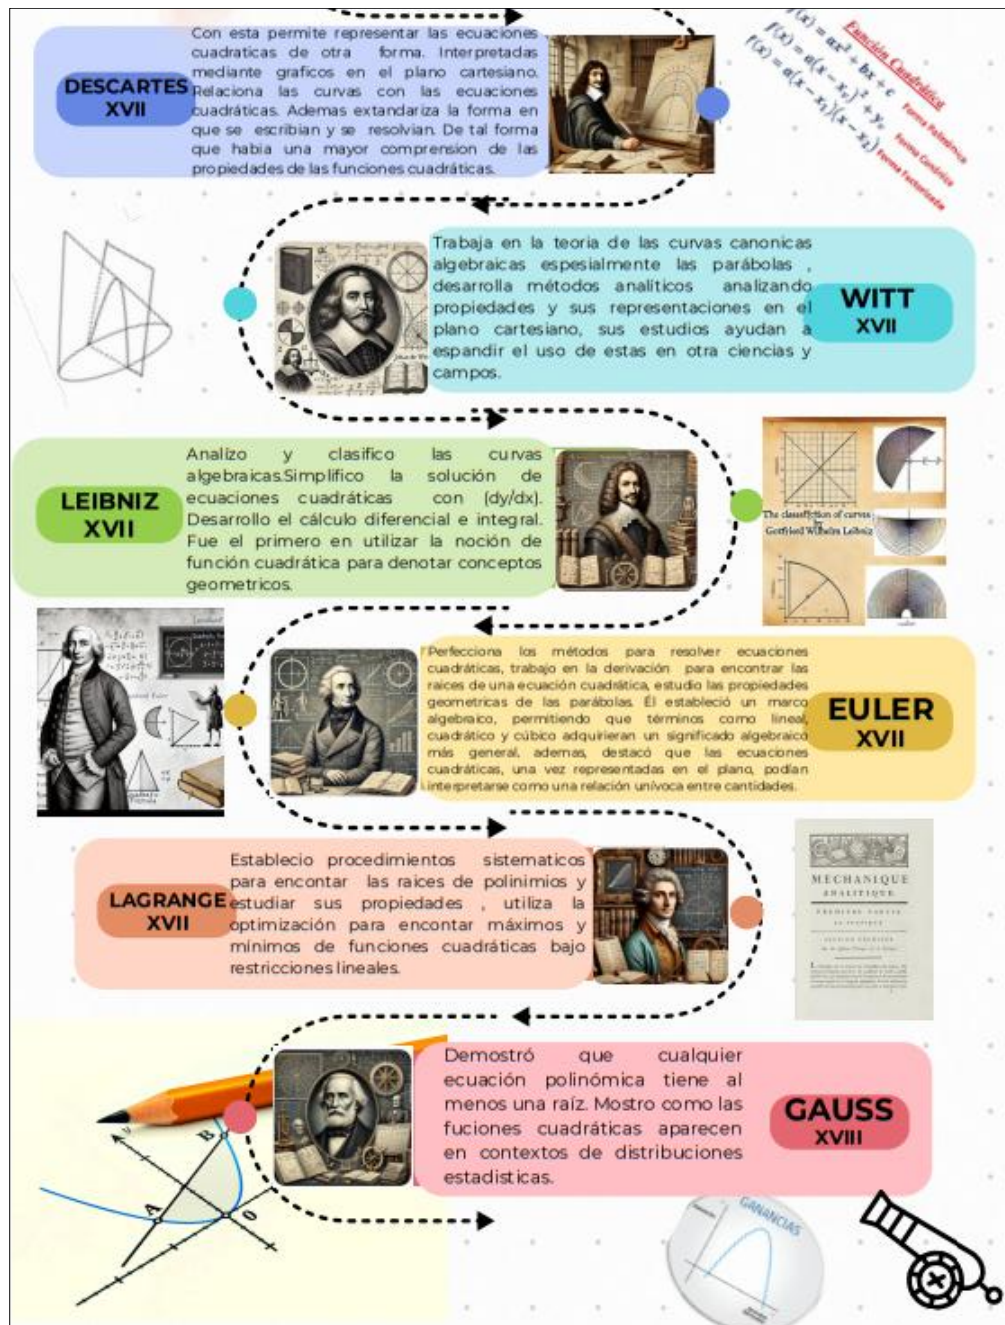 Con esta permite representar las ecuaciones
cuadraticas de otra forma. Interpretadas
mediante graficos en el plano cartesiano.
Relaciona las curvas con las ecuaciones
cuadráticas. Ademas extandariza la forma en
que se escribian y se resolvian. De tal forma
que habia una mayor comprension de las
propiedades de las funciones cuadráticas.
DESCARTES
XVII
Función Cuadrática
f(x) = ax² + bx + c Forma Polinómica
f(x) = a(x − xᵥ)² + yᵥ Forma Canónica
f(x) = a(x − x₁)(x − x₂) Forma Factorizada
Trabaja en la teoria de las curvas canonicas
algebraicas espesialmente las parábolas ,
desarrolla métodos analíticos analizando
propiedades y sus representaciones en el
plano cartesiano, sus estudios ayudan a
espandir el uso de estas en otra ciencias y
campos.
WITT
XVII
Analizo y clasifico las curvas
algebraicas.Simplifico la solución de
ecuaciones cuadráticas con (dy/dx).
Desarrollo el cálculo diferencial e integral.
Fue el primero en utilizar la noción de
función cuadrática para denotar conceptos
geometricos.
LEIBNIZ
XVII
The classifction of curves
by
Gotfried Wilhelm Leibniz
Perfecciona los métodos para resolver ecuaciones
cuadráticas, trabajo en la derivación para encontrar las
raices de una ecuación cuadrática, estudio las propiedades
geometricas de las parábolas. Él estableció un marco
algebraico, permitiendo que términos como lineal,
cuadrático y cúbico adquirieran un significado algebraico
más general. ademas, destacó que las ecuaciones
cuadráticas, una vez representadas en el plano, podían
interpretarse como una relación unívoca entre cantidades.
EULER
XVII
Establecio procedimientos sistematicos
para encontar las raices de polinimios y
estudiar sus propiedades , utiliza la
optimización para encontar máximos y
mínimos de funciones cuadráticas bajo
restricciones lineales.
LAGRANGE
XVII
MÉCHANIQUE
ANALITIQUE.
PREMIERE PARTIE.
LA STATIQUE.
SECTION PREMIERE.
Demostró que cualquier
ecuación polinómica tiene al
menos una raíz. Mostro como las
fuciones cuadráticas aparecen
en contextos de distribuciones
estadisticas.
GAUSS
XVIII
B
A
O
GANANCIAS